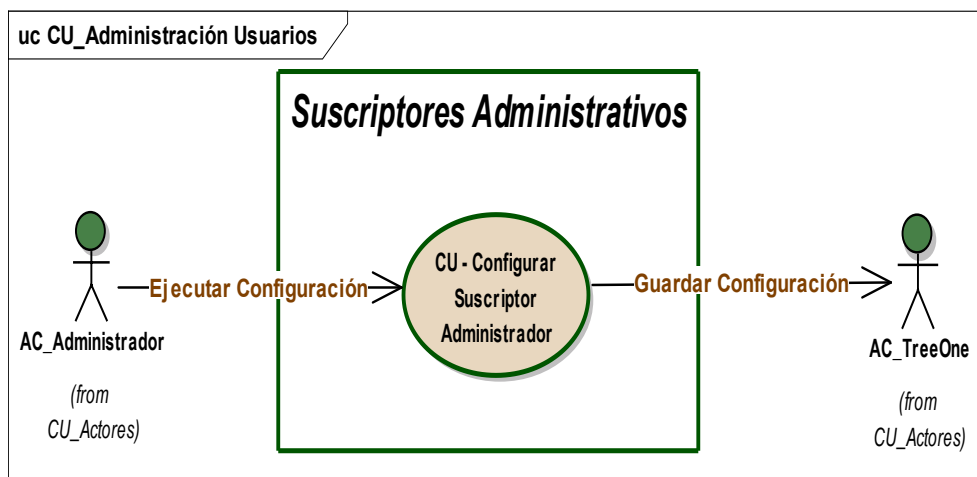 uc CU_Administración Usuarios
Suscriptores Administrativos
CU - Configurar
Suscriptor
Administrador
Ejecutar Configuración
Guardar Configuración
AC_Administrador
(from
CU_Actores)
AC_TreeOne
(from
CU_Actores)